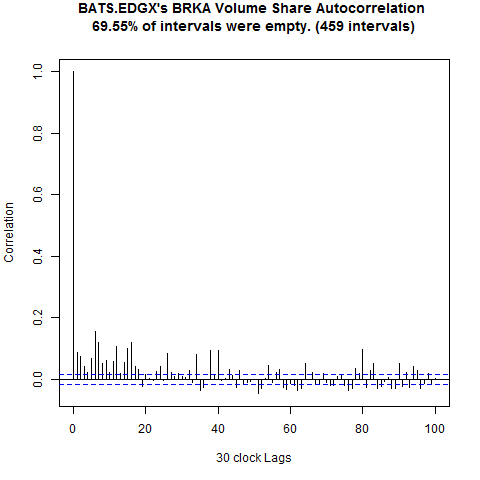 BATS.EDGX's BRKA Volume Share Autocorrelation
69.55% of intervals were empty. (459 intervals)
1.0
0.8
0.6
0.4
0.2
0.0
Correlation
0 20 40 60 80 100
30 clock Lags